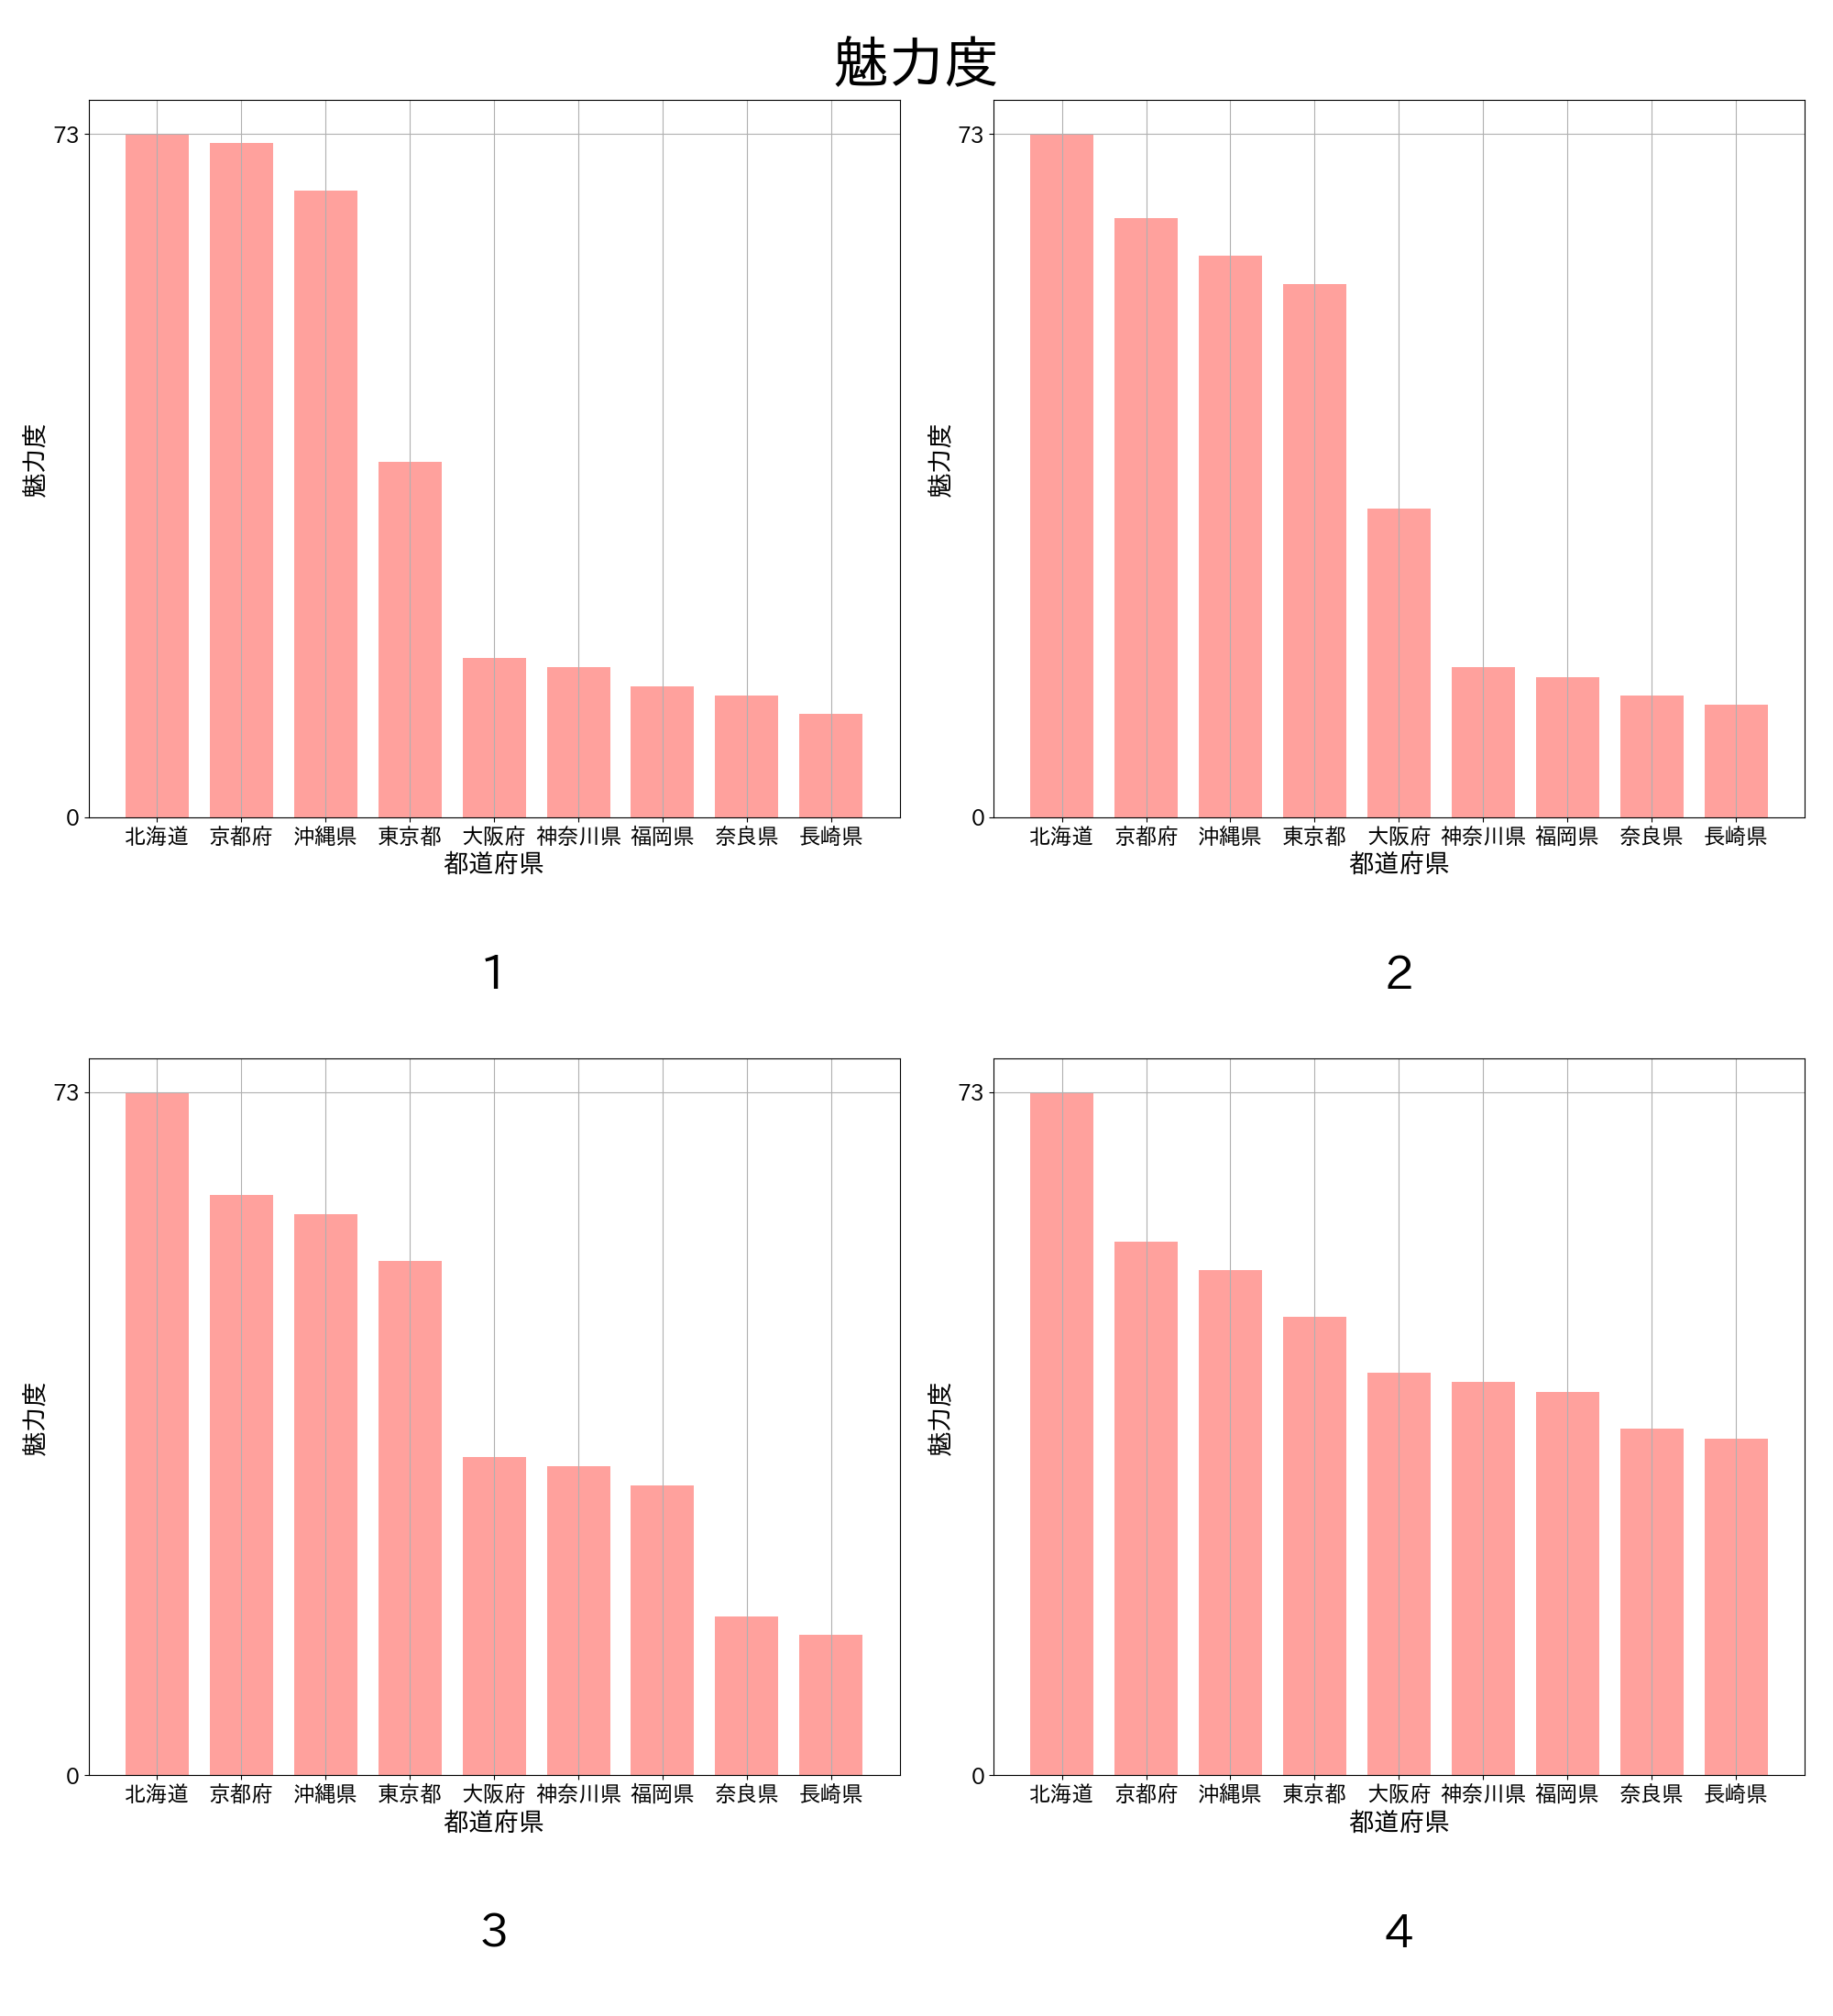 魅力度
73
0
魅力度
北海道 京都府 沖縄県 東京都 大阪府 神奈川県 福岡県 奈良県 長崎県
都道府県
1
73
0
魅力度
北海道 京都府 沖縄県 東京都 大阪府 神奈川県 福岡県 奈良県 長崎県
都道府県
2
73
0
魅力度
北海道 京都府 沖縄県 東京都 大阪府 神奈川県 福岡県 奈良県 長崎県
都道府県
3
73
0
魅力度
北海道 京都府 沖縄県 東京都 大阪府 神奈川県 福岡県 奈良県 長崎県
都道府県
4